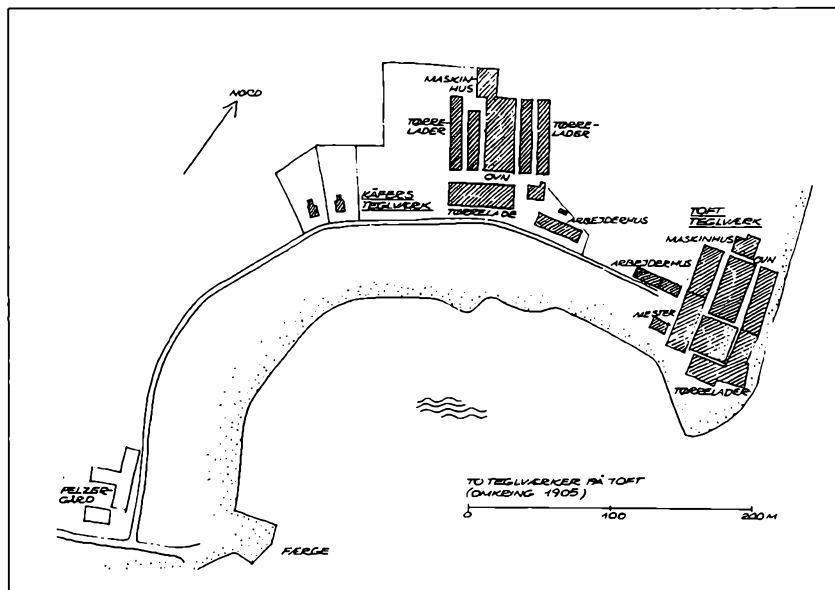 NORD
MASKIN-
HUS
TØRRE-
LADER
TØRRE-
LADER
OVN
KÄFERS
TEGLVÆRK
TØRRELADE
ARBEJDERHUS
TOFT
TEGLVÆRK
MASKINHUS
OVN
ARBEJDERHUS
MESTER
TØRRELADER
PELZER-
GÅRD
FÆRGE
TO TEGLVÆRKER PÅ TOFT
(OMKRING 1905)
0 100 200 M